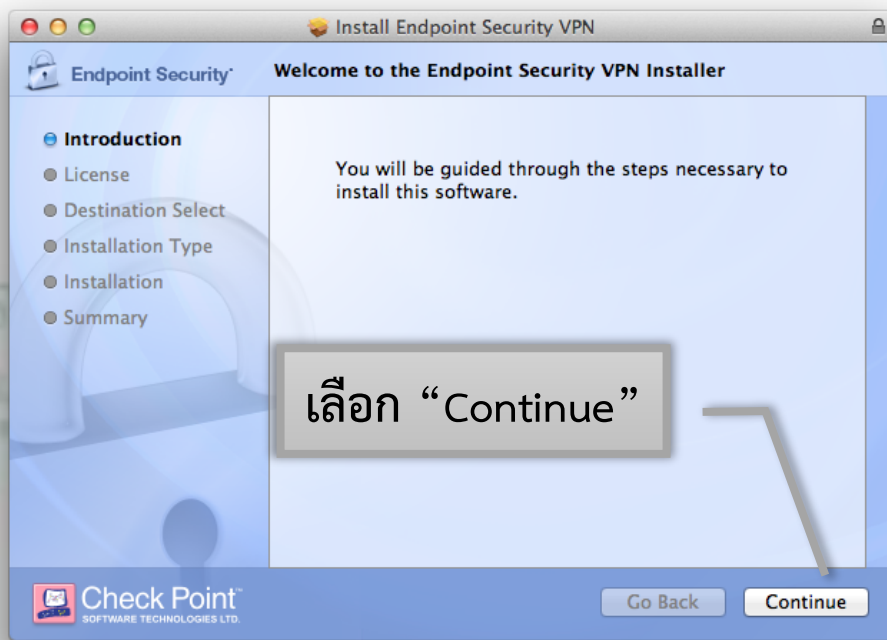 Install Endpoint Security VPN
Endpoint Security
Welcome to the Endpoint Security VPN Installer
Introduction
License
Destination Select
Installation Type
Installation
Summary
You will be guided through the steps necessary to
install this software.
เลือก “Continue”
Check Point™
SOFTWARE TECHNOLOGIES LTD.
Go Back
Continue